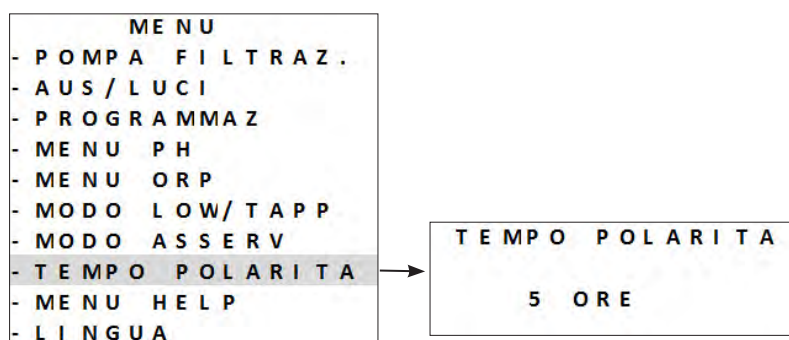 MENU
- POMPA FILTRAZ.
- AUS/LUCI
- PROGRAMMAZ
- MENU PH
- MENU ORP
- MODO LOW/TAPP
- MODO ASSERV
- TEMPO POLARITA
- MENU HELP
- LINGUA
TEMPO POLARITA
5 ORE